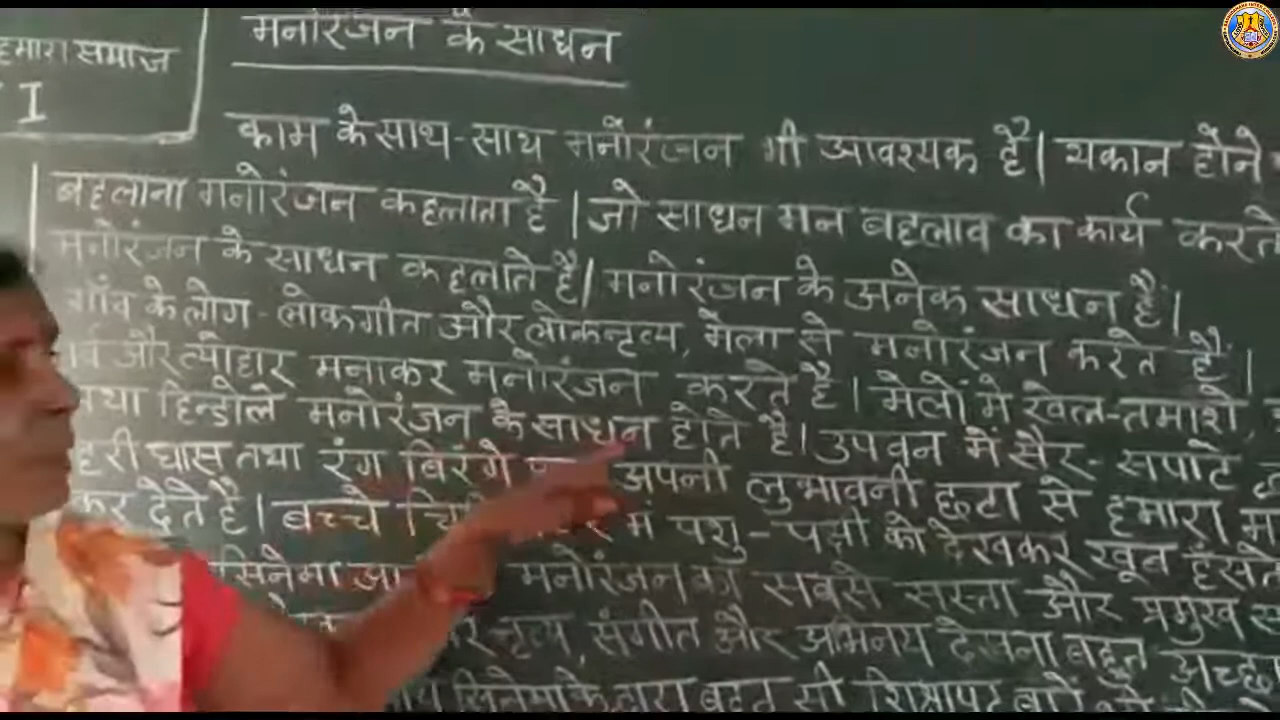 मनोरंजन के साधन
हमारा समाज
I
काम के साथ-साथ मनोरंजन भी आवश्यक है। थकान होने
बहलाना मनोरंजन कहलाता है। जो साधन मन बहलाव का कार्य करते
मनोरंजन के साधन कहलाते है। मनोरंजन के अनेक साधन है।
गाँव के लोग-लोकगीत और लोकनृत्य, मेला से मनोरंजन करते है।
और त्योहार मनाकर मनोरंजन करते है। मेलों में खेल-तमाशे,
हिन्डोले मनोरंजन के साधन होते है। उपवन में सैर-सपाटे
हरी घास तथा रंग बिरंगे अपनी लुभावनी छटा से हमारा
कर देते है। बच्चे में पशु-पक्षी को देखकर खूब हँसते
सिनेमा मनोरंजन का सबसे सस्ता और प्रमुख
नृत्य, संगीत और अभिनय देखना बहुत अच्छा
सिनेमा के द्वारा बहुत सी शिक्षाप्रद